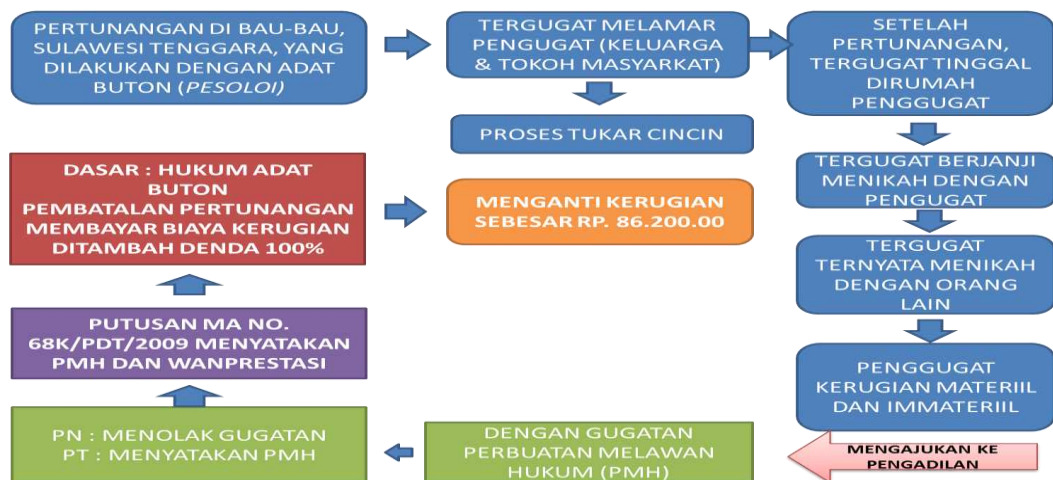 PERTUNANGAN DI BAU-BAU,
SULAWESI TENGGARA, YANG
DILAKUKAN DENGAN ADAT
BUTON (PESOLOI)
TERGUGAT MELAMAR
PENGUGAT (KELUARGA
& TOKOH MASYARKAT)
SETELAH
PERTUNANGAN,
TERGUGAT TINGGAL
DIRUMAH
PENGGUGAT
PROSES TUKAR CINCIN
TERGUGAT BERJANJI
MENIKAH DENGAN
PENGUGAT
TERGUGAT
TERNYATA MENIKAH
DENGAN ORANG
LAIN
PENGGUGAT
KERUGIAN MATERIIL
DAN IMMATERIIL
MENGAJUKAN KE
PENGADILAN
DENGAN GUGATAN
PERBUATAN MELAWAN
HUKUM (PMH)
PN : MENOLAK GUGATAN
PT : MENYATAKAN PMH
PUTUSAN MA NO.
68K/PDT/2009 MENYATAKAN
PMH DAN WANPRESTASI
DASAR : HUKUM ADAT
BUTON
PEMBATALAN PERTUNANGAN
MEMBAYAR BIAYA KERUGIAN
DITAMBAH DENDA 100%
MENGANTI KERUGIAN
SEBESAR RP. 86.200.00